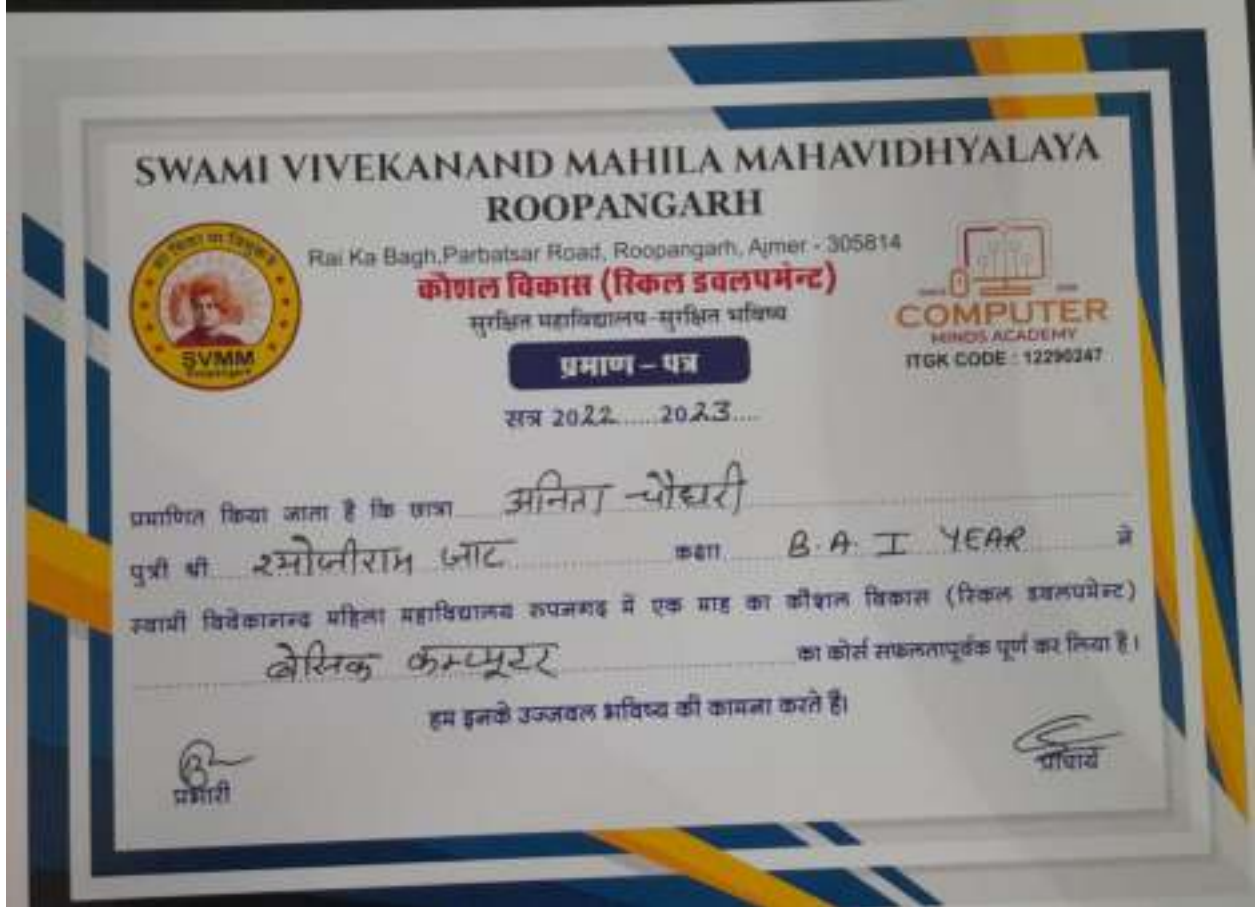 SWAMI VIVEKANAND MAHILA MAHAVIDHYALAYA
ROOPANGARH
Rai Ka Bagh,Parbatsar Road, Roopangarh, Ajmer - 305814
कौशल विकास (स्किल डवलपमेन्ट)
सुरक्षित महाविद्यालय-सुरक्षित भविष्य
प्रमाण – पत्र
सत्र 2022......2023....
SVMM
COMPUTER
MINDS ACADEMY
ITGK CODE : 12290247
प्रमाणित किया जाता है कि छात्रा अनिता चौधरी
पुत्री श्री जाट कक्षा B.A. I YEAR ने
स्वामी विवेकानन्द महिला महाविद्यालय रूपनगढ़ में एक माह का कौशल विकास (स्किल डवलपमेन्ट)
बेसिक कम्प्यूटर का कोर्स सफलतापूर्वक पूर्ण कर लिया है।
हम इनके उज्जवल भविष्य की कामना करते हैं।
प्रभारी
प्राचार्य